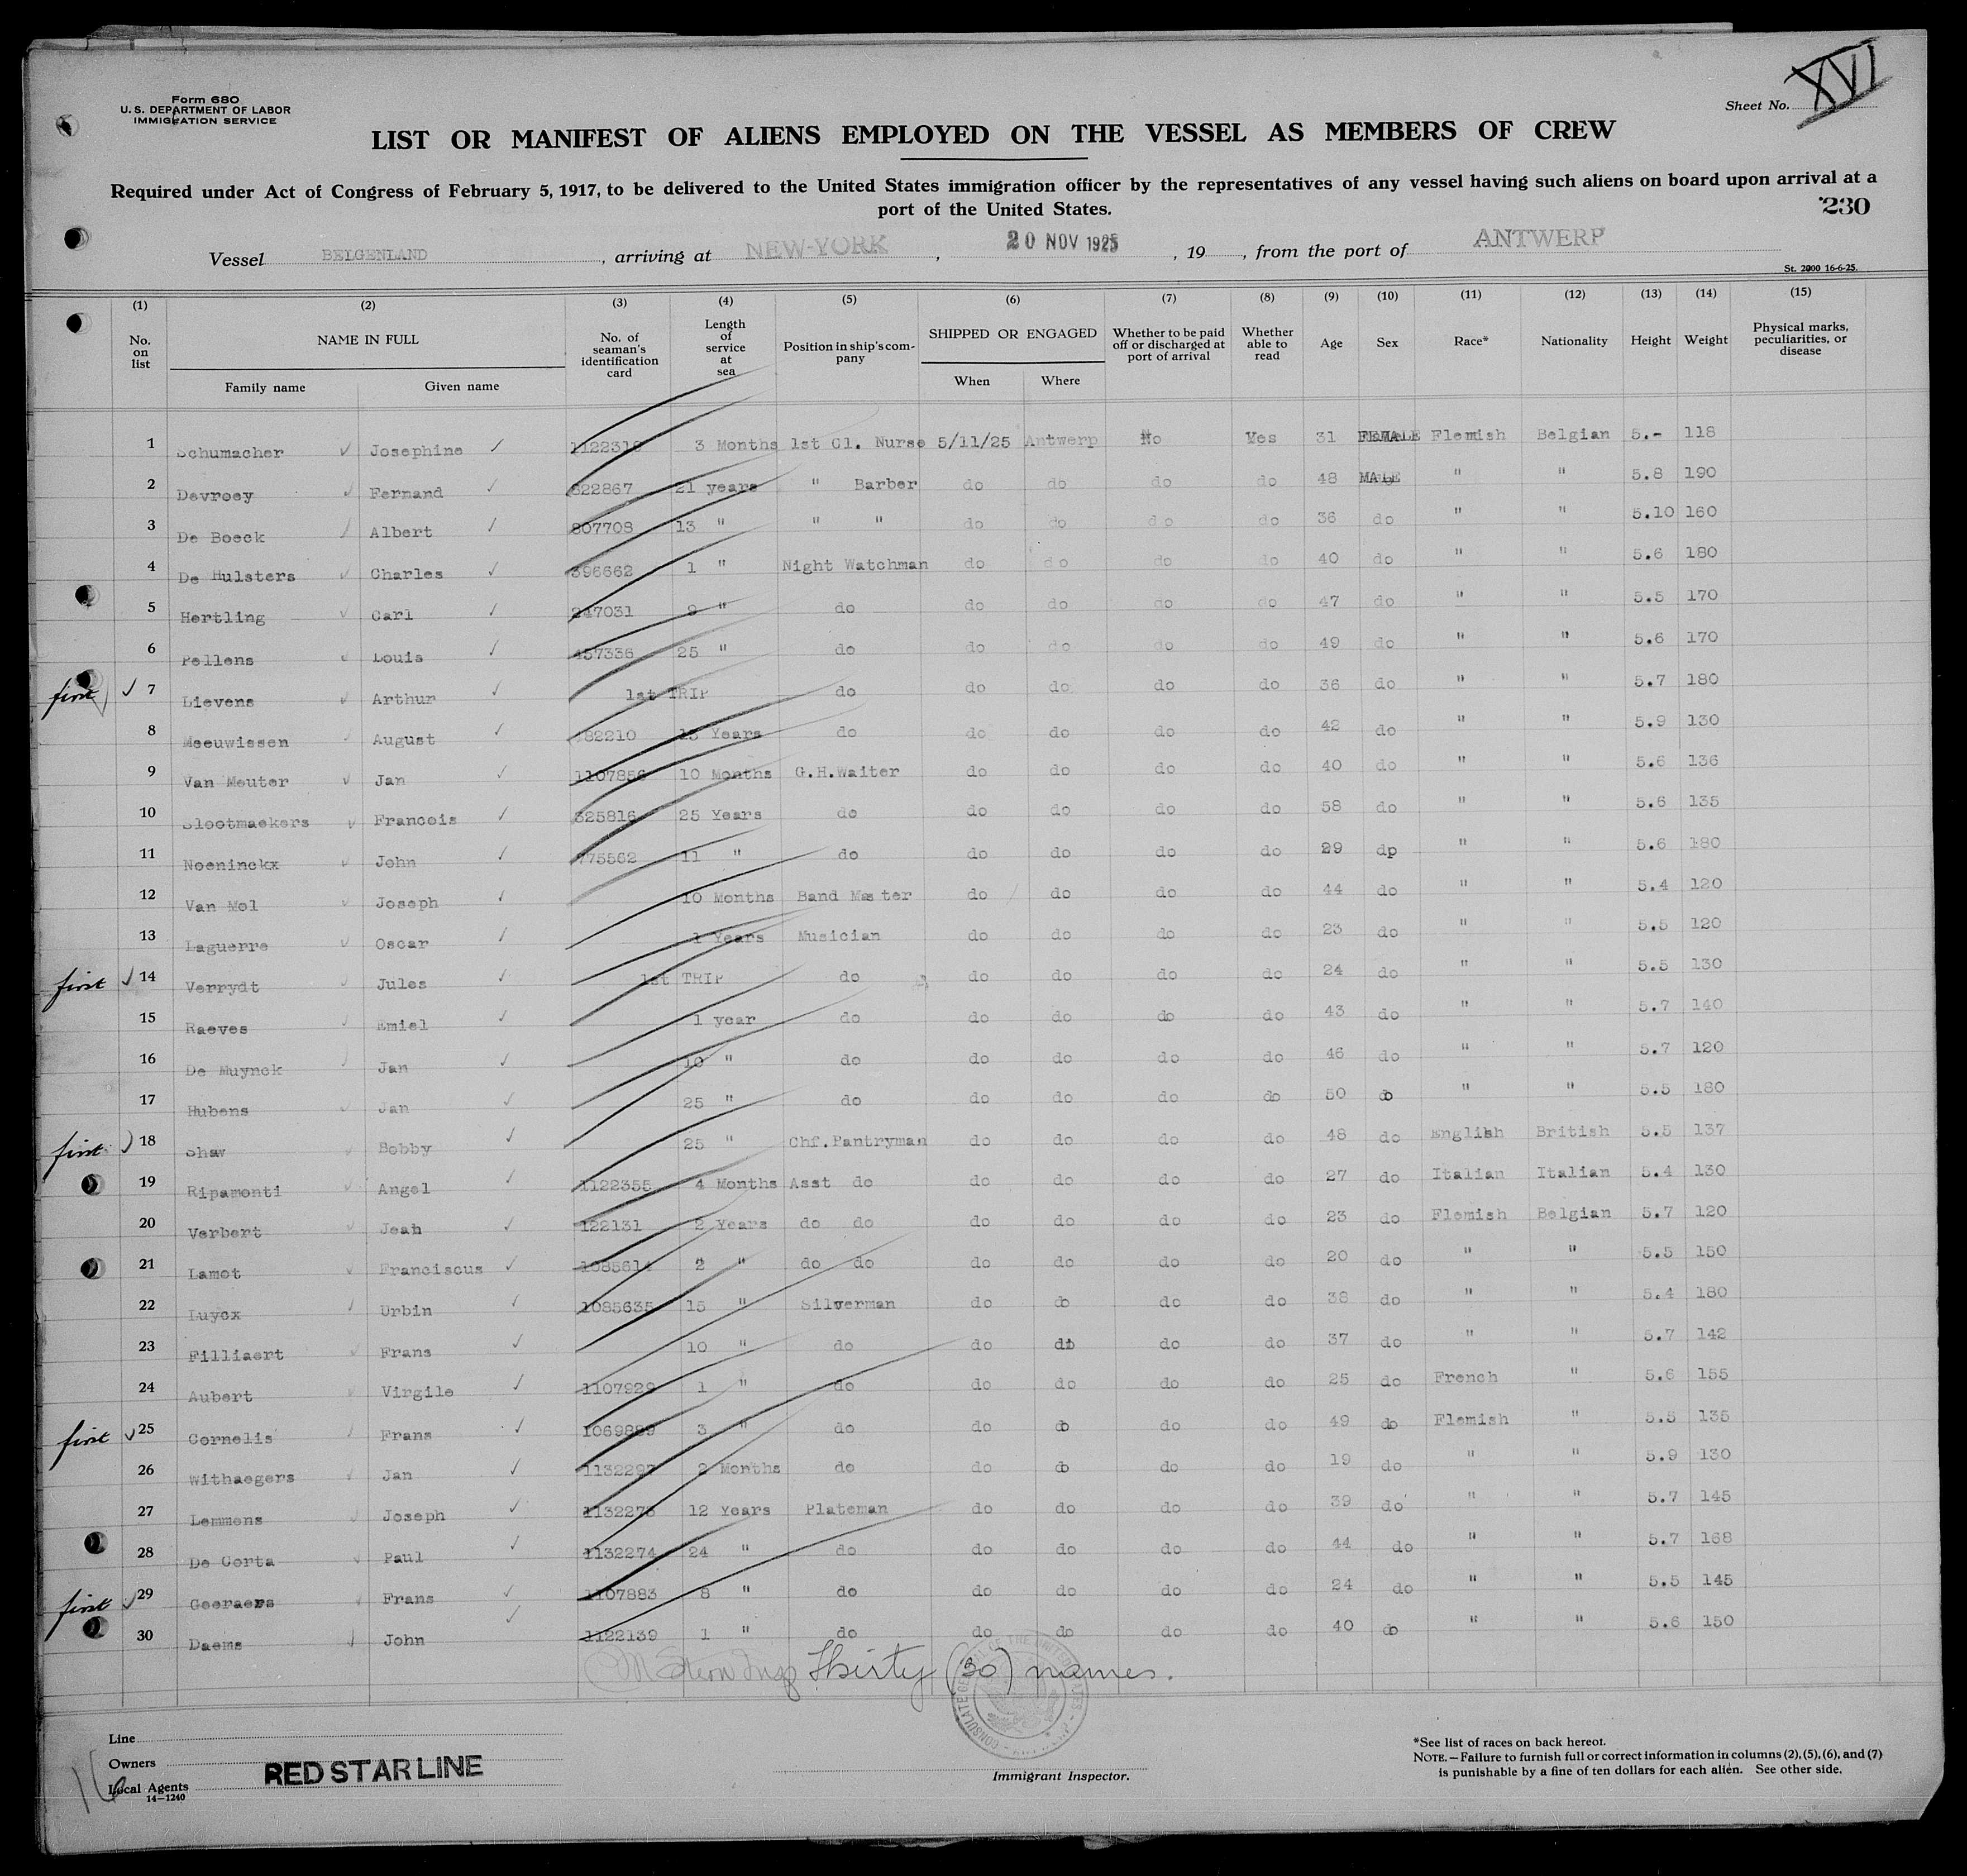 Form 680
U. S. DEPARTMENT OF LABOR
IMMIGRATION SERVICE
Sheet No. XVI
LIST OR MANIFEST OF ALIENS EMPLOYED ON THE VESSEL AS MEMBERS OF CREW
Required under Act of Congress of February 5, 1917, to be delivered to the United States immigration officer by the representatives of any vessel having such aliens on board upon arrival at a
port of the United States.
230
Vessel BELGENLAND, arriving at NEW-YORK, 20 NOV 1925, 19, from the port of ANTWERP
St. 2000 16-6-25.
(1) (2) (3) (4) (5) (6) (7) (8) (9) (10) (11) (12) (13) (14) (15)
No. on list NAME IN FULL Family name Given name No. of seaman's identification card Length of service at sea Position in ship's company SHIPPED OR ENGAGED When Where Whether to be paid off or discharged at port of arrival Whether able to read Age Sex Race* Nationality Height Weight Physical marks, peculiarities, or disease
1 Schumacher Josephine 3 Months 1st Cl. Nurse 5/11/25 Antwerp No Yes 31 FEMALE Flemish Belgian 5.- 118
2 Devroey Fernand 822867 21 years " Barber do do do do 48 MALE " " 5.8 190
3 De Boeck Albert 807708 13 " " " do do do do 36 do " " 5.10 160
4 De Hulsters Charles 396662 1 " Night Watchman do do do do 40 do " " 5.6 180
5 Hertling Carl 247031 9 " do do do do do 47 do " " 5.5 170
6 Pellens Louis 457336 25 " do do do do do 49 do " " 5.6 170
first 7 Lievens Arthur 1st TRIP do do do do do 36 do " " 5.7 180
8 Meeuwissen August 15 Years do do do do do 42 do " " 5.9 130
9 Van Meuter Jan 1107856 10 Months G.H.Waiter do do do do 40 do " " 5.6 136
10 Slootmaekers Francois 325816 25 Years do do do do do 58 do " " 5.6 135
11 Noeninckx John 775562 11 " do do do do do 29 dp " " 5.6 180
12 Van Mol Joseph 10 Months Band Master do do do do 44 do " " 5.4 120
13 Laguerre Oscar 1 Years Musician do do do do 23 do " " 5.5 120
first 14 Verrydt Jules 1st TRIP do do do do do 24 do " " 5.5 130
15 Raeves Emiel 1 year do do do do do 43 do " " 5.7 140
16 De Muynck Jan 10 " do do do do do 46 do " " 5.7 120
17 Hubens Jan 25 " do do do do do 50 do " " 5.5 180
first 18 Shaw Bobby 25 " Chf.Pantryman do do do do 48 do English British 5.5 137
19 Ripamonti Angel 1122355 4 Months Asst do do do do do 27 do Italian Italian 5.4 130
20 Verbert Jean 122131 2 Years do do do do do do 23 do Flemish Belgian 5.7 120
21 Lamot Franciscus 1085614 2 " do do do do do do 20 do " " 5.5 150
22 Luycx Urbin 1085635 15 " Silverman do do do do 38 do " " 5.4 180
23 Filliaert Frans 10 " do do do do do 37 do " " 5.7 142
24 Aubert Virgile 1107929 1 " do do do do do 25 do French " 5.6 155
first 25 Cornelis Frans 1069889 3 " do do do do do 49 do Flemish " 5.5 135
26 Withaegers Jan 1132297 2 Months do do do do do 19 do " " 5.9 130
27 Lemmens Joseph 1132273 12 Years Plateman do do do do 39 do " " 5.7 145
28 De Corta Paul 1132274 24 " do do do do do 44 do " " 5.7 168
first 29 Geeraers Frans 1107883 8 " do do do do do 24 do " " 5.5 145
30 Daems John 1122139 1 " do do do do do 40 do " " 5.6 150
Thirty (30) names.
Line
Owners
Local Agents RED STAR LINE
14-1240
16
Immigrant Inspector.
*See list of races on back hereof.
NOTE.—Failure to furnish full or correct information in columns (2), (5), (6), and (7)
is punishable by a fine of ten dollars for each alien. See other side.